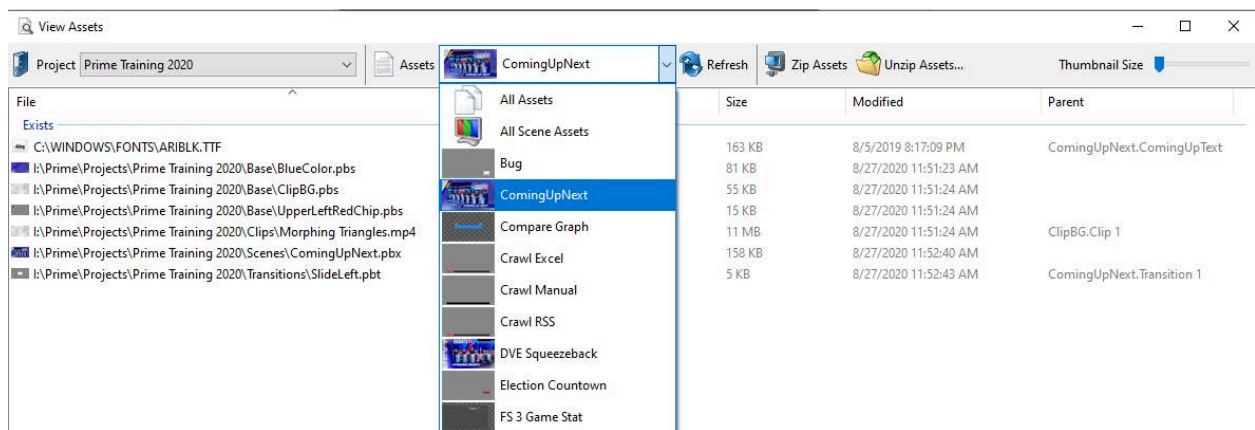 View Assets
Project Prime Training 2020 Assets ComingUpNext Refresh Zip Assets Unzip Assets... Thumbnail Size
File Size Modified Parent
All Assets
Exists
All Scene Assets
C:\WINDOWS\FONTS\ARIBLK.TTF 163 KB 8/5/2019 8:17:09 PM ComingUpNext.ComingUpText
Bug
I:\Prime\Projects\Prime Training 2020\Base\BlueColor.pbs 81 KB 8/27/2020 11:51:23 AM
I:\Prime\Projects\Prime Training 2020\Base\ClipBG.pbs 55 KB 8/27/2020 11:51:24 AM
ComingUpNext
I:\Prime\Projects\Prime Training 2020\Base\UpperLeftRedChip.pbs 15 KB 8/27/2020 11:51:24 AM
Compare Graph
I:\Prime\Projects\Prime Training 2020\Clips\Morphing Triangles.mp4 11 MB 8/27/2020 11:51:24 AM ClipBG.Clip 1
I:\Prime\Projects\Prime Training 2020\Scenes\ComingUpNext.pbx 158 KB 8/27/2020 11:52:40 AM
Crawl Excel
I:\Prime\Projects\Prime Training 2020\Transitions\SlideLeft.pbt 5 KB 8/27/2020 11:52:43 AM ComingUpNext.Transition 1
Crawl Manual
Crawl RSS
DVE Squeezeback
Election Countown
FS 3 Game Stat